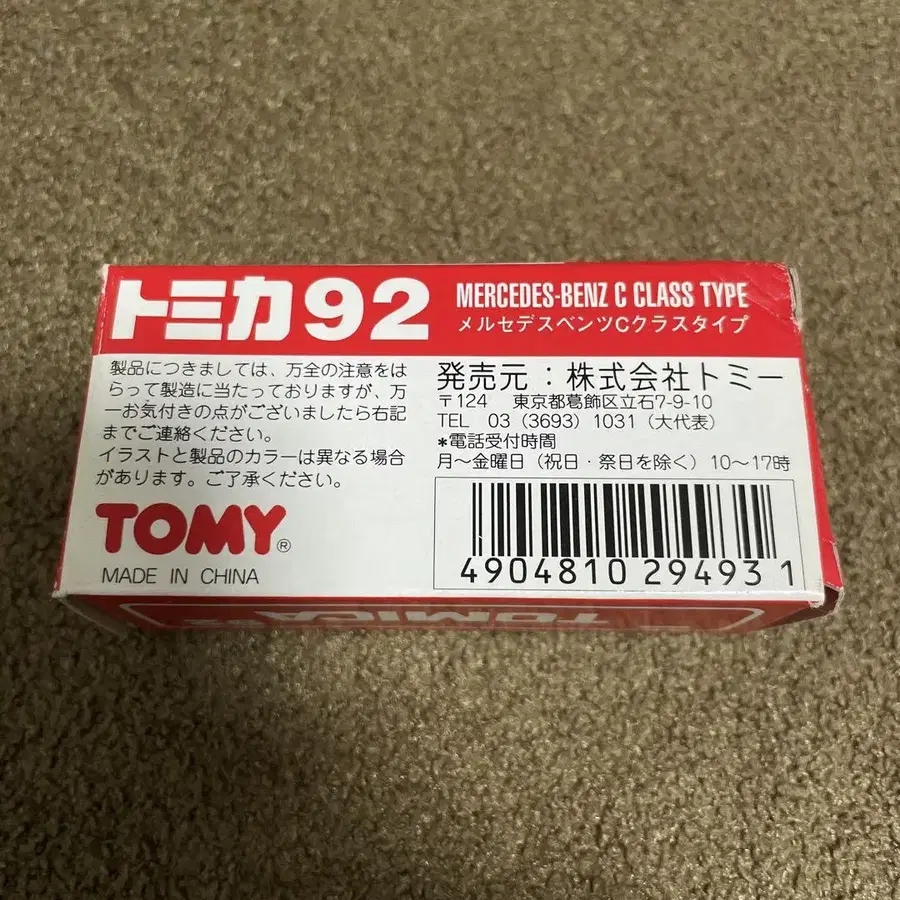 トミカ92
MERCEDES-BENZ C CLASS TYPE
メルセデスベンツCクラスタイプ
製品につきましては、万全の注意をは
らって製造に当たっておりますが、万
一お気付きの点がございましたら右記
までご連絡ください。
イラストと製品のカラーは異なる場合
があります。ご了承ください。
TOMY®
MADE IN CHINA
発売元：株式会社トミー
〒124 東京都葛飾区立石7-9-10
TEL 03 (3693) 1031 (大代表)
*電話受付時間
月〜金曜日 (祝日・祭日を除く) 10〜17時
4904810 294931
TOMICA